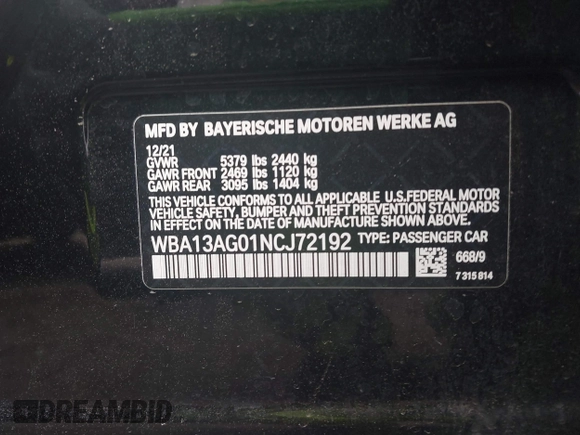 MFD BY BAYERISCHE MOTOREN WERKE AG
12/21
GVWR 5379 lbs 2440 kg
GAWR FRONT 2469 lbs 1120 kg
GAWR REAR 3095 lbs 1404 kg
THIS VEHICLE CONFORMS TO ALL APPLICABLE U.S.FEDERAL MOTOR
VEHICLE SAFETY, BUMPER AND THEFT PREVENTION STANDARDS
IN EFFECT ON THE DATE OF MANUFACTURE SHOWN ABOVE.
WBA13AG01NCJ72192 TYPE: PASSENGER CAR
668/9
7 315 814
DREAMBID